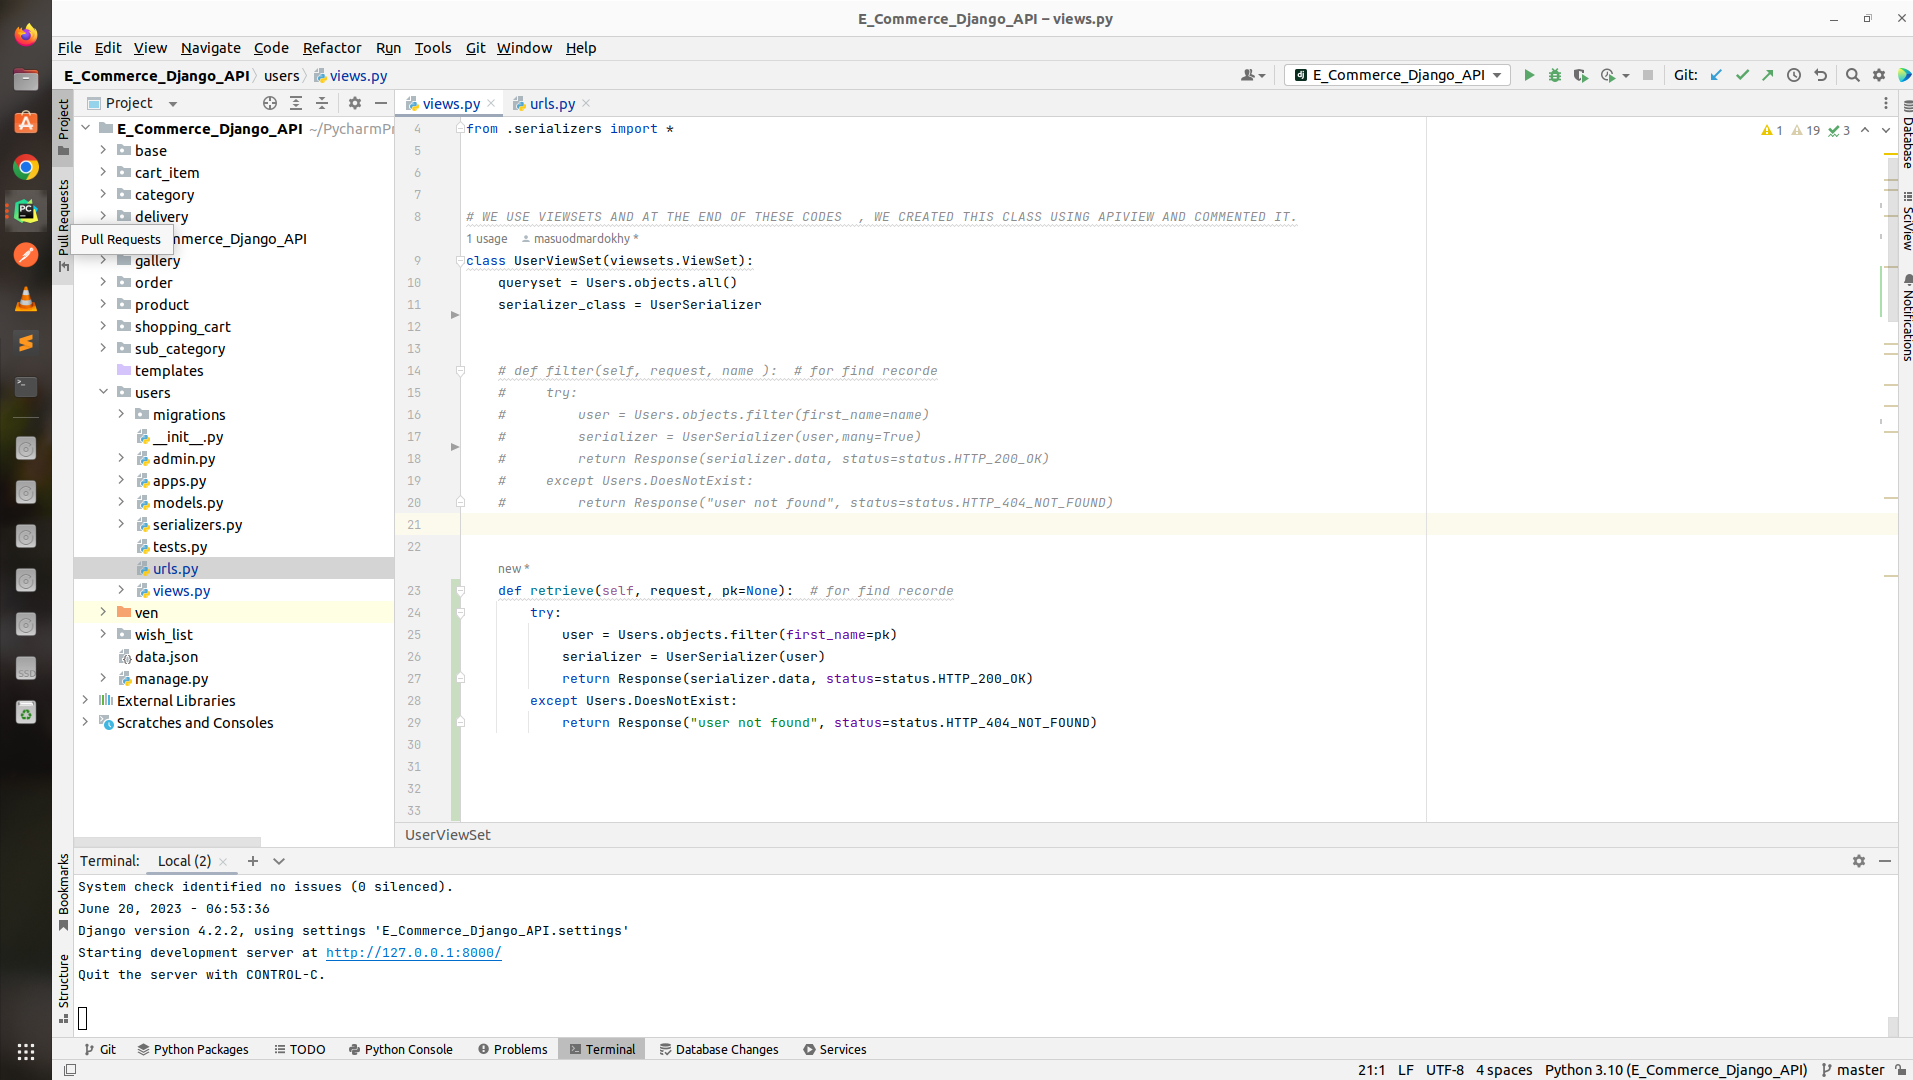 E_Commerce_Django_API – views.py
File Edit View Navigate Code Refactor Run Tools Git Window Help
E_Commerce_Django_API users views.py
E_Commerce_Django_API Git:
Project
views.py urls.py
Project
Pull Requests
Bookmarks
Structure
E_Commerce_Django_API ~/PycharmPr
base
cart_item
category
delivery
mmerce_Django_API
Pull Requests
gallery
order
product
shopping_cart
sub_category
templates
users
migrations
__init__.py
admin.py
apps.py
models.py
serializers.py
tests.py
urls.py
views.py
ven
wish_list
data.json
manage.py
External Libraries
Scratches and Consoles
1 19 3
4 from .serializers import *
5
6
7
8 # WE USE VIEWSETS AND AT THE END OF THESE CODES , WE CREATED THIS CLASS USING APIVIEW AND COMMENTED IT.
1 usage masuodmardokhy *
9 class UserViewSet(viewsets.ViewSet):
10 queryset = Users.objects.all()
11 serializer_class = UserSerializer
12
13
14 # def filter(self, request, name ): # for find recorde
15 # try:
16 # user = Users.objects.filter(first_name=name)
17 # serializer = UserSerializer(user,many=True)
18 # return Response(serializer.data, status=status.HTTP_200_OK)
19 # except Users.DoesNotExist:
20 # return Response("user not found", status=status.HTTP_404_NOT_FOUND)
21
22
new *
23 def retrieve(self, request, pk=None): # for find recorde
24 try:
25 user = Users.objects.filter(first_name=pk)
26 serializer = UserSerializer(user)
27 return Response(serializer.data, status=status.HTTP_200_OK)
28 except Users.DoesNotExist:
29 return Response("user not found", status=status.HTTP_404_NOT_FOUND)
30
31
32
33
UserViewSet
Database
SciView
Notifications
Terminal: Local (2)
System check identified no issues (0 silenced).
June 20, 2023 - 06:53:36
Django version 4.2.2, using settings 'E_Commerce_Django_API.settings'
Starting development server at http://127.0.0.1:8000/
Quit the server with CONTROL-C.
Git Python Packages TODO Python Console Problems Terminal Database Changes Services
21:1 LF UTF-8 4 spaces Python 3.10 (E_Commerce_Django_API) master